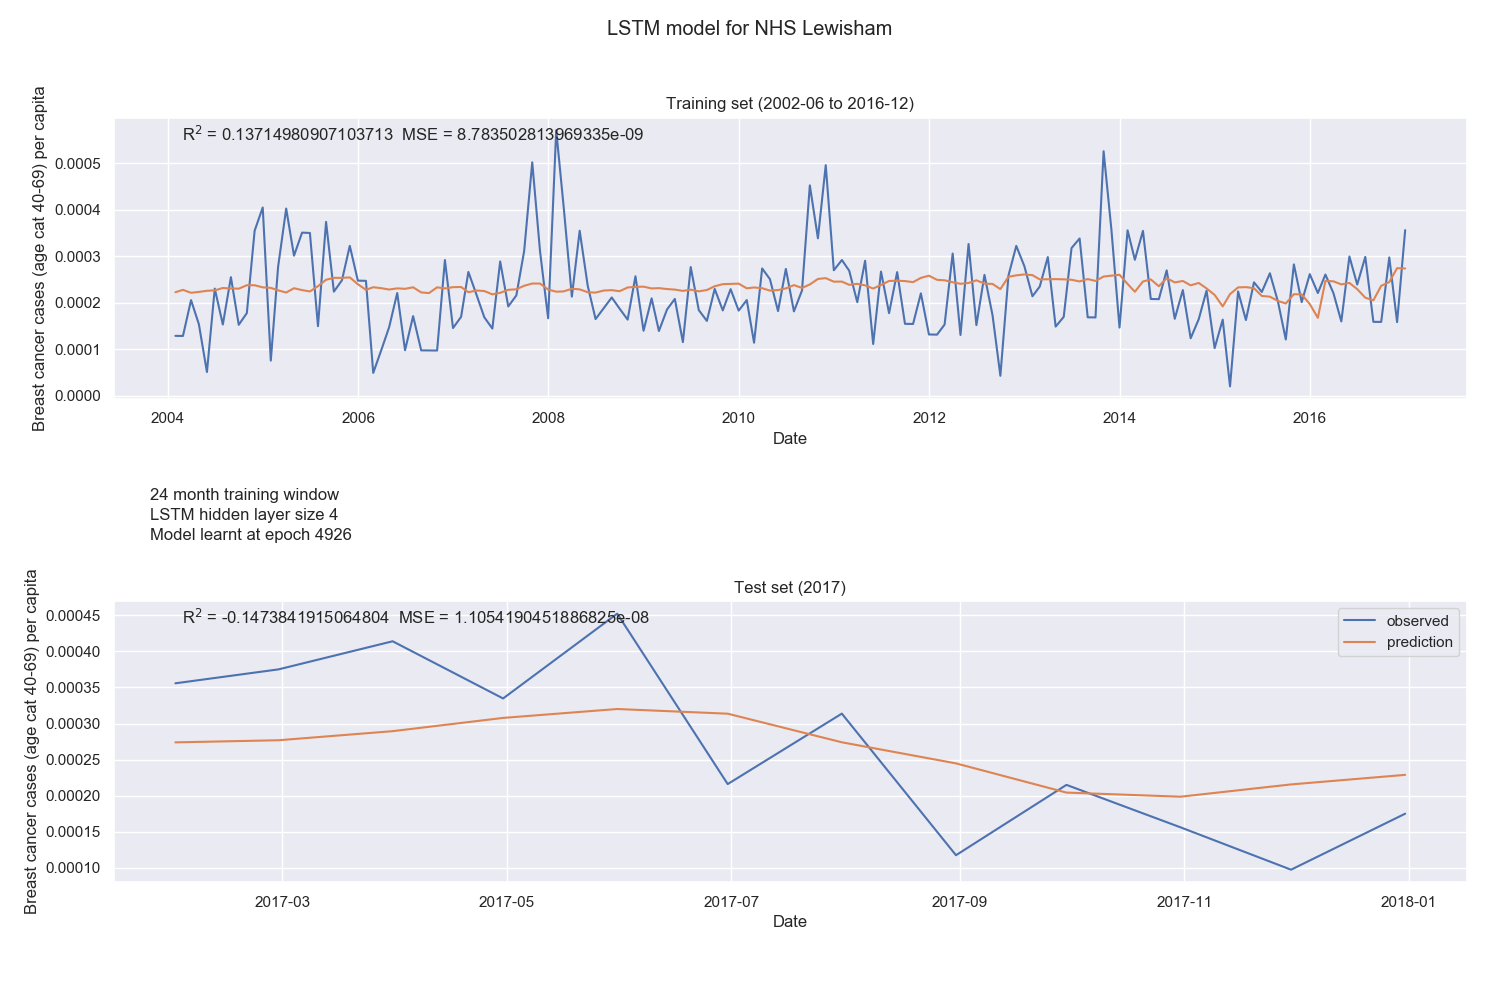 LSTM model for NHS Lewisham
Training set (2002-06 to 2016-12)
R² = 0.13714980907103713 MSE = 8.783502813969335e-09
Breast cancer cases (age cat 40-69) per capita
0.0005
0.0004
0.0003
0.0002
0.0001
0.0000
2004 2006 2008 2010 2012 2014 2016
Date
24 month training window
LSTM hidden layer size 4
Model learnt at epoch 4926
Test set (2017)
R² = -0.1473841915064804 MSE = 1.1054190451886825e-08
observed
prediction
Breast cancer cases (age cat 40-69) per capita
0.00045
0.00040
0.00035
0.00030
0.00025
0.00020
0.00015
0.00010
2017-03 2017-05 2017-07 2017-09 2017-11 2018-01
Date